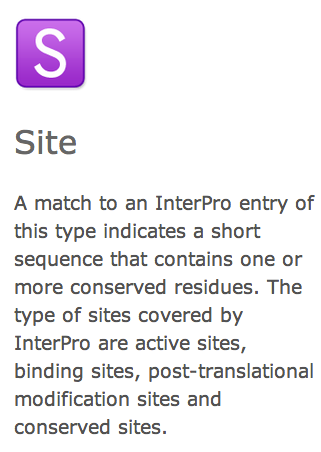 S
Site
A match to an InterPro entry of
this type indicates a short
sequence that contains one or
more conserved residues. The
type of sites covered by
InterPro are active sites,
binding sites, post-translational
modification sites and
conserved sites.